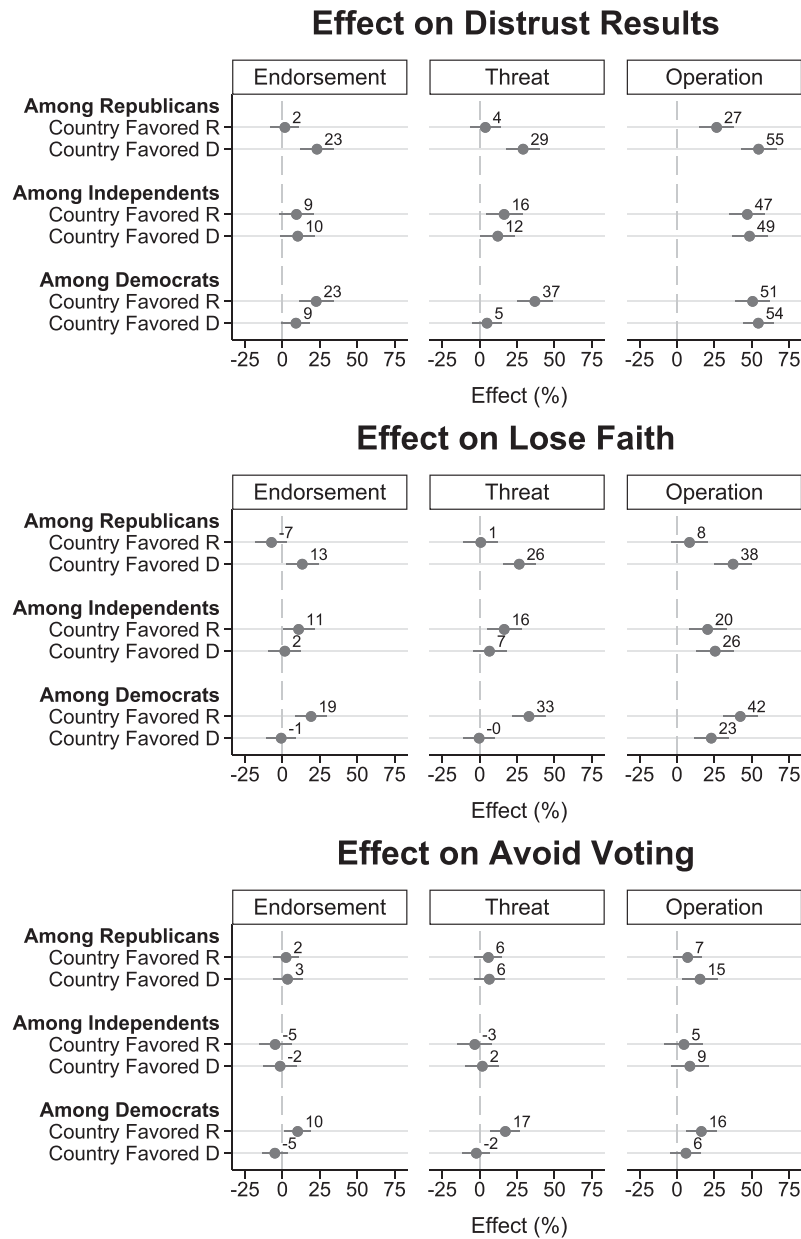 Effect on Distrust Results
Endorsement Threat Operation
Among Republicans
Country Favored R 2 4 27
Country Favored D 23 29 55
Among Independents
Country Favored R 9 16 47
Country Favored D 10 12 49
Among Democrats
Country Favored R 23 37 51
Country Favored D 9 5 54
-25 0 25 50 75 -25 0 25 50 75 -25 0 25 50 75
Effect (%)
Effect on Lose Faith
Endorsement Threat Operation
Among Republicans
Country Favored R -7 1 8
Country Favored D 13 26 38
Among Independents
Country Favored R 11 16 20
Country Favored D 2 7 26
Among Democrats
Country Favored R 19 33 42
Country Favored D -1 -0 23
-25 0 25 50 75 -25 0 25 50 75 -25 0 25 50 75
Effect (%)
Effect on Avoid Voting
Endorsement Threat Operation
Among Republicans
Country Favored R 2 6 7
Country Favored D 3 6 15
Among Independents
Country Favored R -5 -3 5
Country Favored D -2 2 9
Among Democrats
Country Favored R 10 17 16
Country Favored D -5 -2 6
-25 0 25 50 75 -25 0 25 50 75 -25 0 25 50 75
Effect (%)